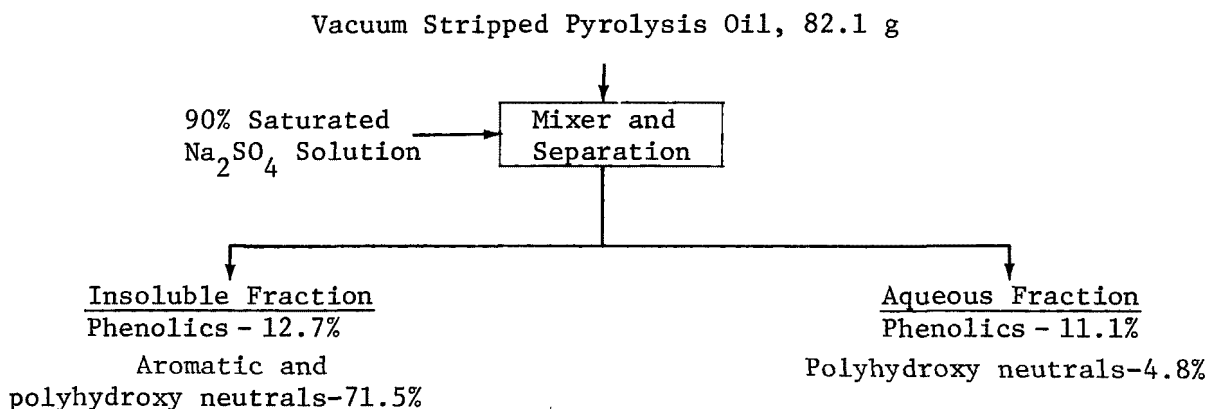 Vacuum Stripped Pyrolysis Oil, 82.1 g
90% Saturated
Na2SO4 Solution
Mixer and
Separation
Insoluble Fraction
Phenolics - 12.7%
Aromatic and
polyhydroxy neutrals-71.5%
Aqueous Fraction
Phenolics - 11.1%
Polyhydroxy neutrals-4.8%